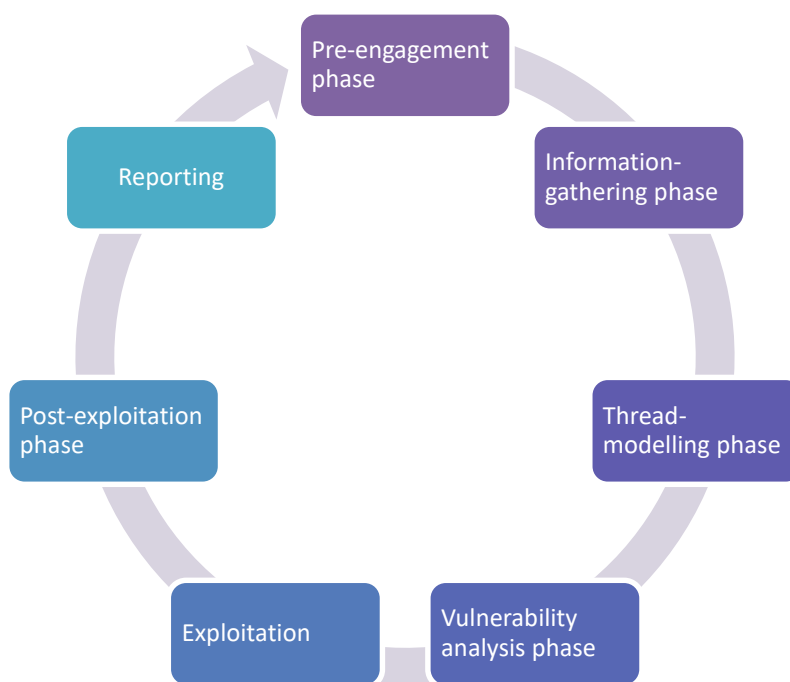 Pre-engagement
phase
Information-
gathering phase
Thread-
modelling phase
Vulnerability
analysis phase
Exploitation
Post-exploitation
phase
Reporting